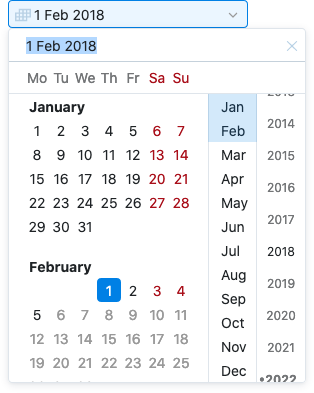 1 Feb 2018
1 Feb 2018
Mo Tu We Th Fr Sa Su
January
1 2 3 4 5 6 7
8 9 10 11 12 13 14
15 16 17 18 19 20 21
22 23 24 25 26 27 28
29 30 31
February
1 2 3 4
5 6 7 8 9 10 11
12 13 14 15 16 17 18
19 20 21 22 23 24 25
Jan
Feb
Mar
Apr
May
Jun
Jul
Aug
Sep
Oct
Nov
Dec
2014
2015
2016
2017
2018
2019
2020
2021
•2022